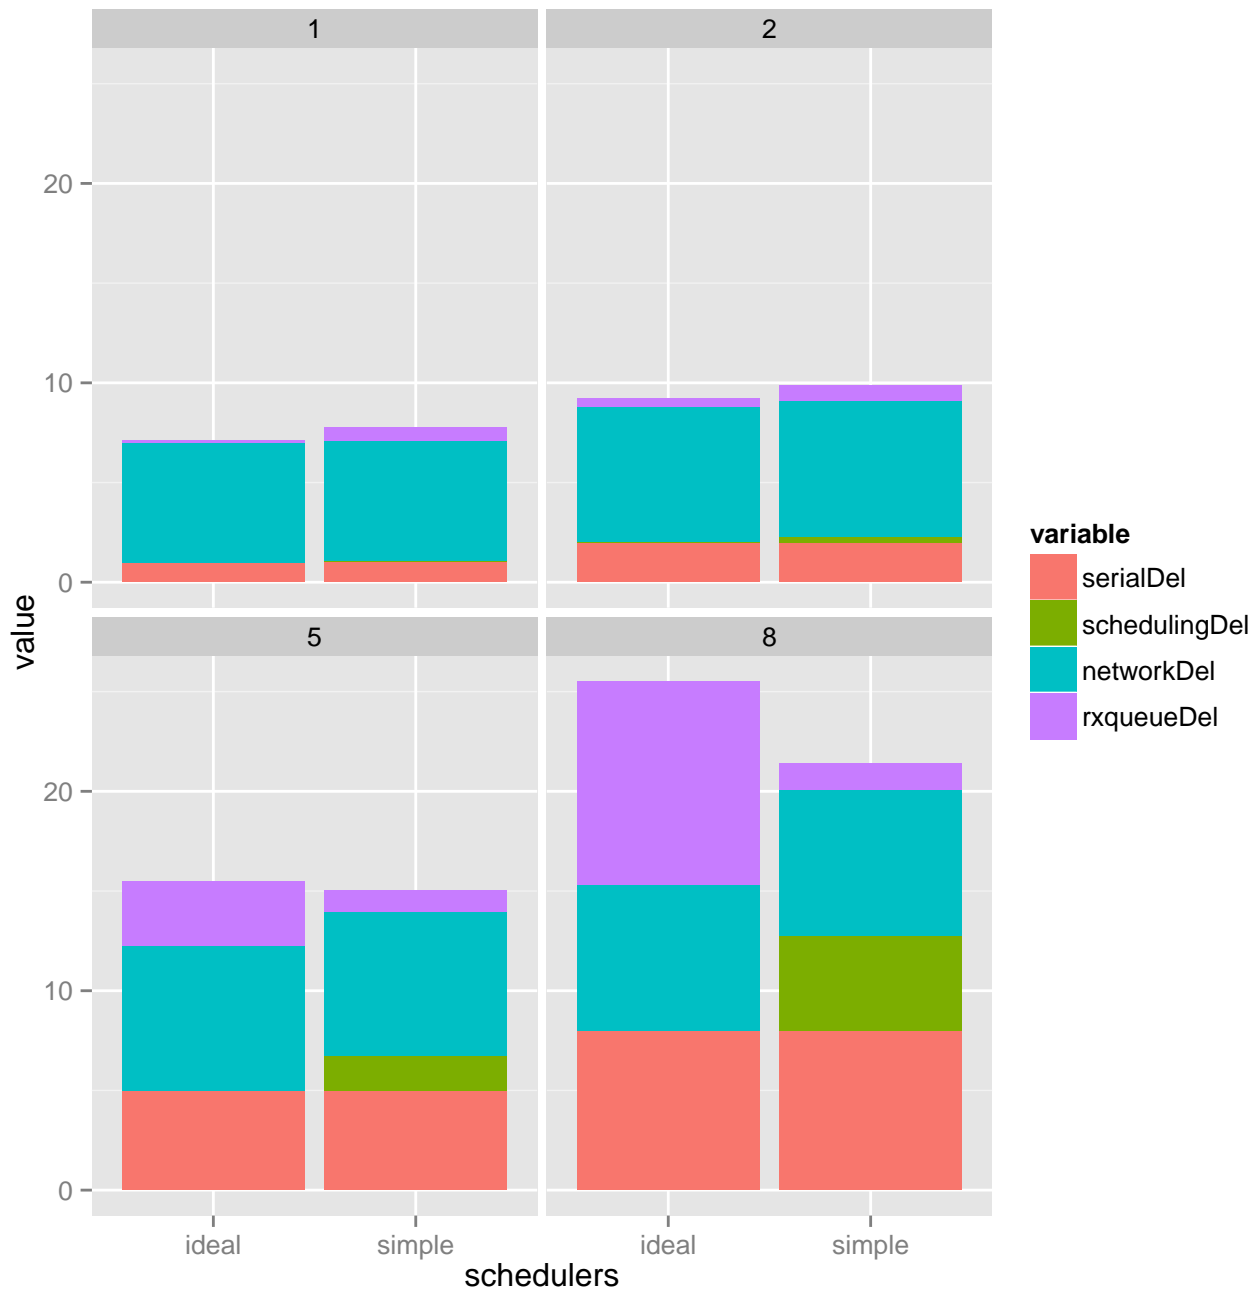 1
2
20
10
0
value
5
8
20
10
0
ideal
simple
ideal
simple
schedulers
variable
serialDel
schedulingDel
networkDel
rxqueueDel